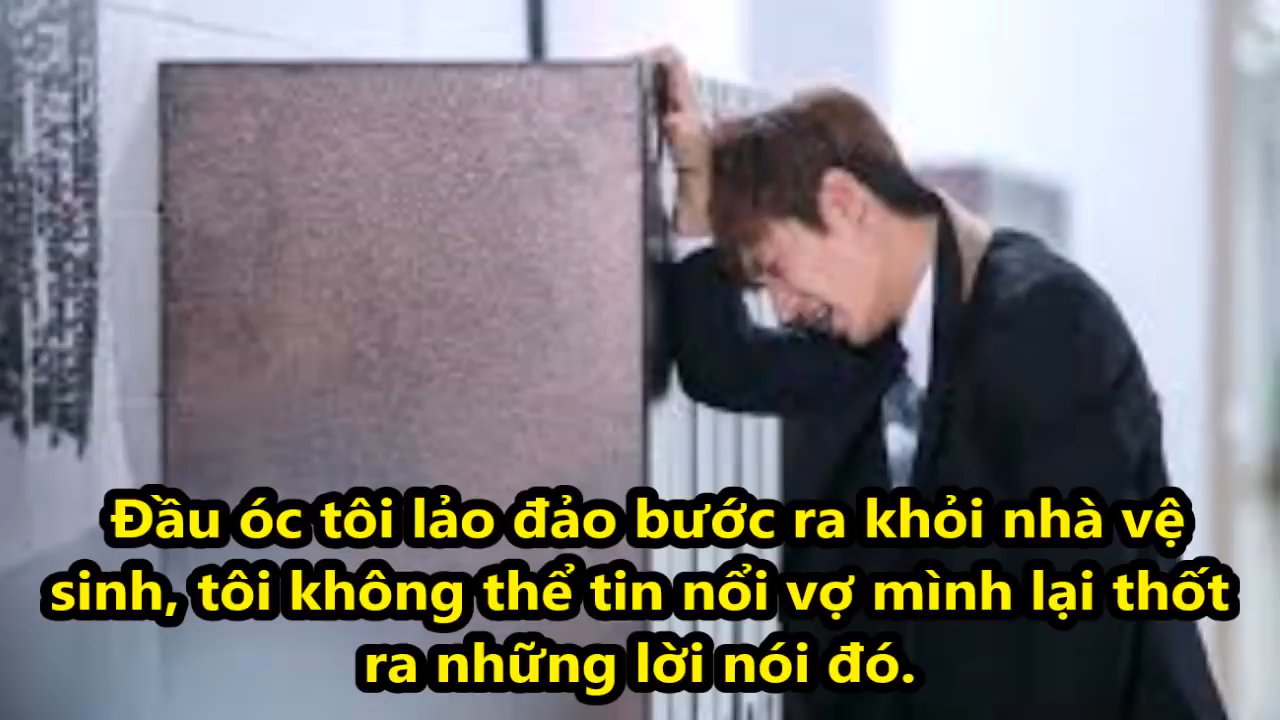 Đầu óc tôi lảo đảo bước ra khỏi nhà vệ
sinh, tôi không thể tin nổi vợ mình lại thốt
ra những lời nói đó.